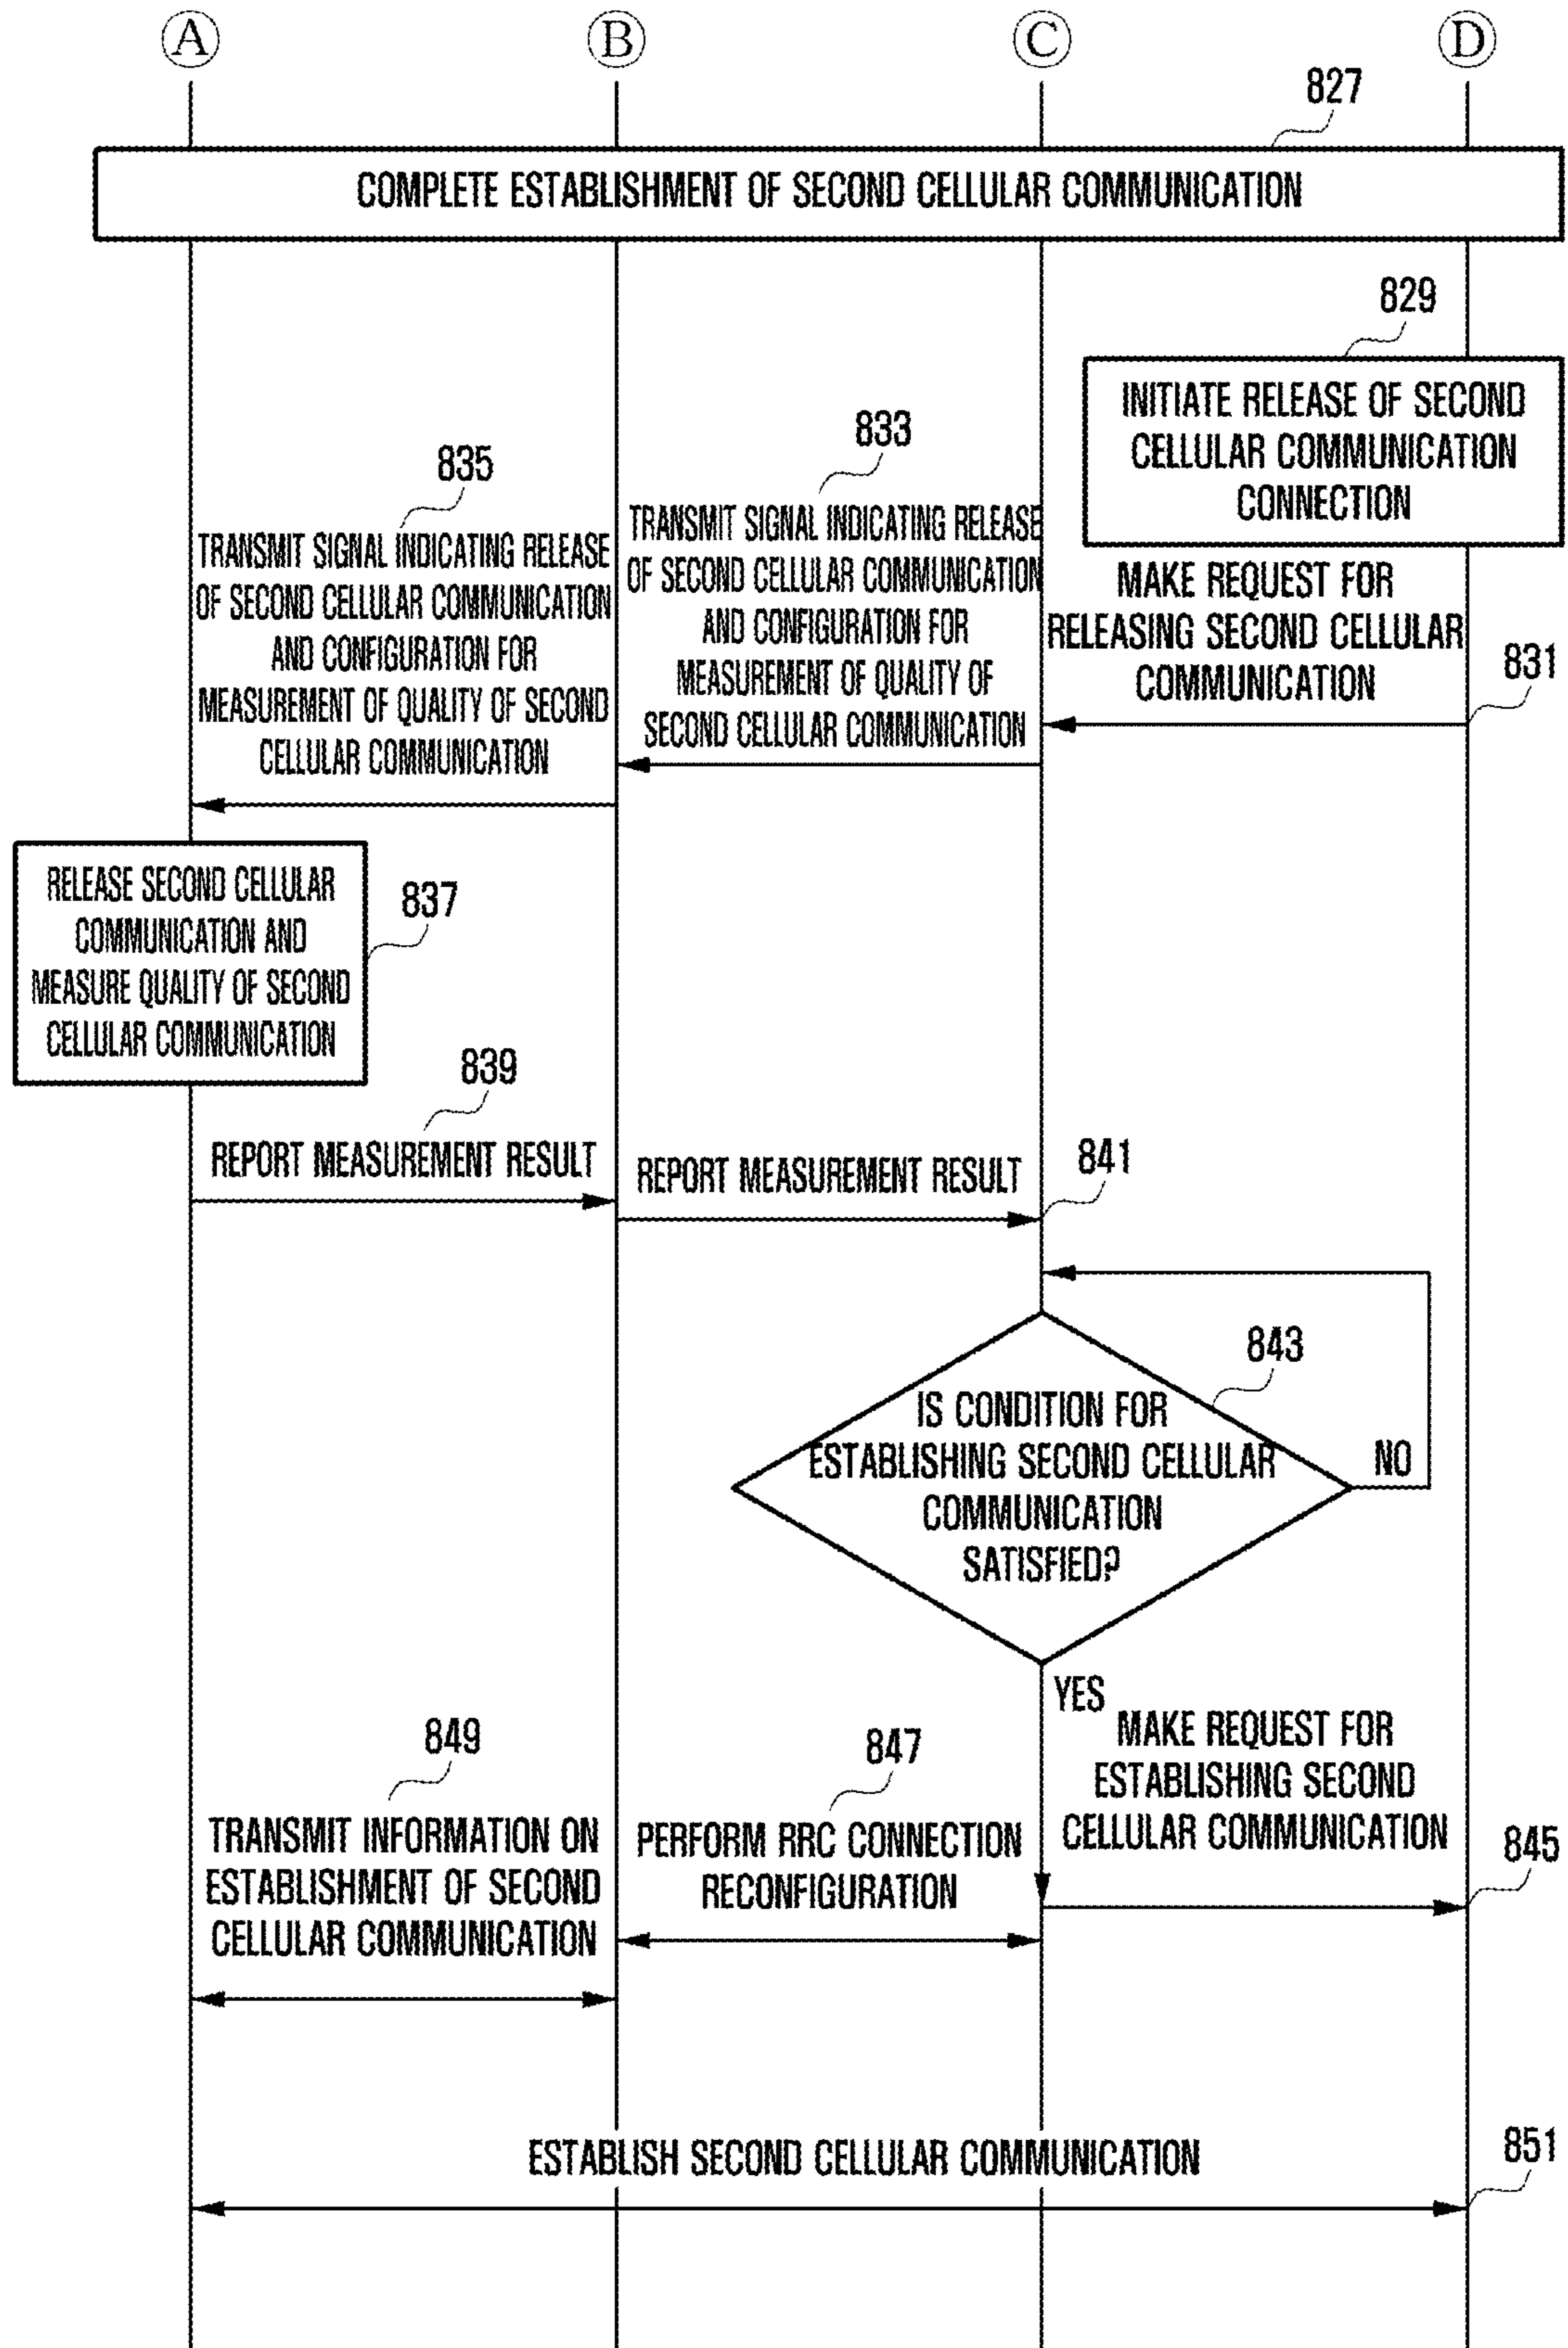 A B C D
827
COMPLETE ESTABLISHMENT OF SECOND CELLULAR COMMUNICATION
829
INITIATE RELEASE OF SECOND
CELLULAR COMMUNICATION
CONNECTION
MAKE REQUEST FOR
RELEASING SECOND CELLULAR
COMMUNICATION
831
833
TRANSMIT SIGNAL INDICATING RELEASE
OF SECOND CELLULAR COMMUNICATION
AND CONFIGURATION FOR
MEASUREMENT OF QUALITY OF
SECOND CELLULAR COMMUNICATION
835
TRANSMIT SIGNAL INDICATING RELEASE
OF SECOND CELLULAR COMMUNICATION
AND CONFIGURATION FOR
MEASUREMENT OF QUALITY OF SECOND
CELLULAR COMMUNICATION
RELEASE SECOND CELLULAR
COMMUNICATION AND
MEASURE QUALITY OF SECOND
CELLULAR COMMUNICATION
837
839
REPORT MEASUREMENT RESULT
REPORT MEASUREMENT RESULT
841
843
IS CONDITION FOR
ESTABLISHING SECOND CELLULAR
COMMUNICATION
SATISFIED?
NO
YES
MAKE REQUEST FOR
ESTABLISHING SECOND
CELLULAR COMMUNICATION
845
847
PERFORM RRC CONNECTION
RECONFIGURATION
849
TRANSMIT INFORMATION ON
ESTABLISHMENT OF SECOND
CELLULAR COMMUNICATION
ESTABLISH SECOND CELLULAR COMMUNICATION
851